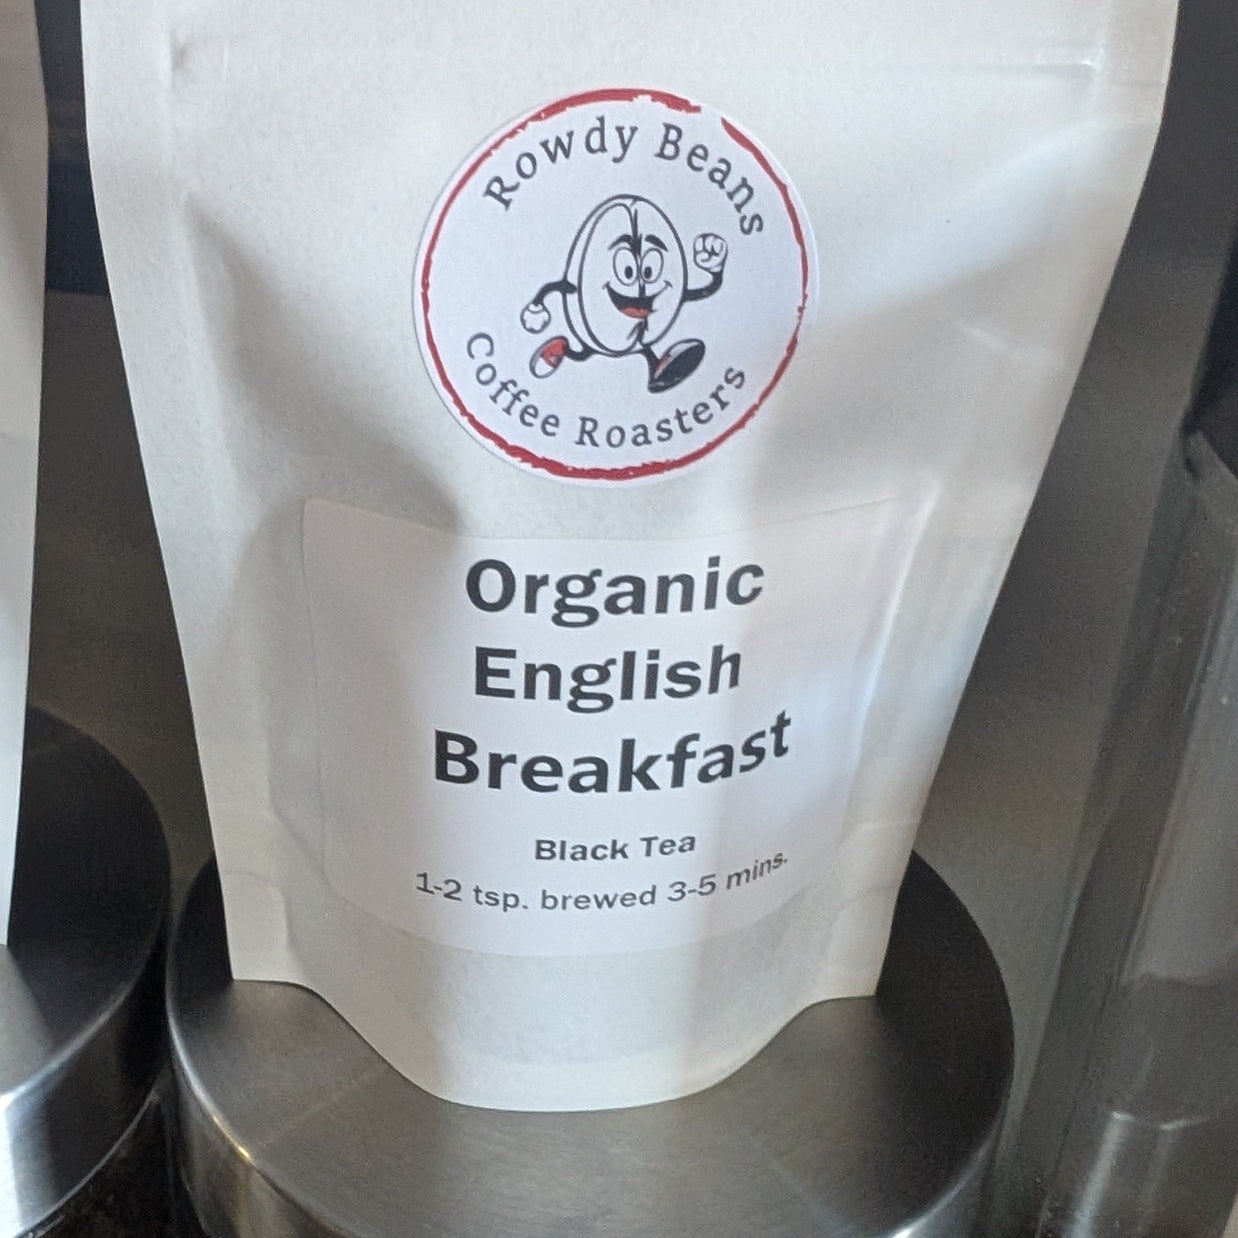 Rowdy Beans
Coffee Roasters
Organic
English
Breakfast
Black Tea
1-2 tsp. brewed 3-5 mins.